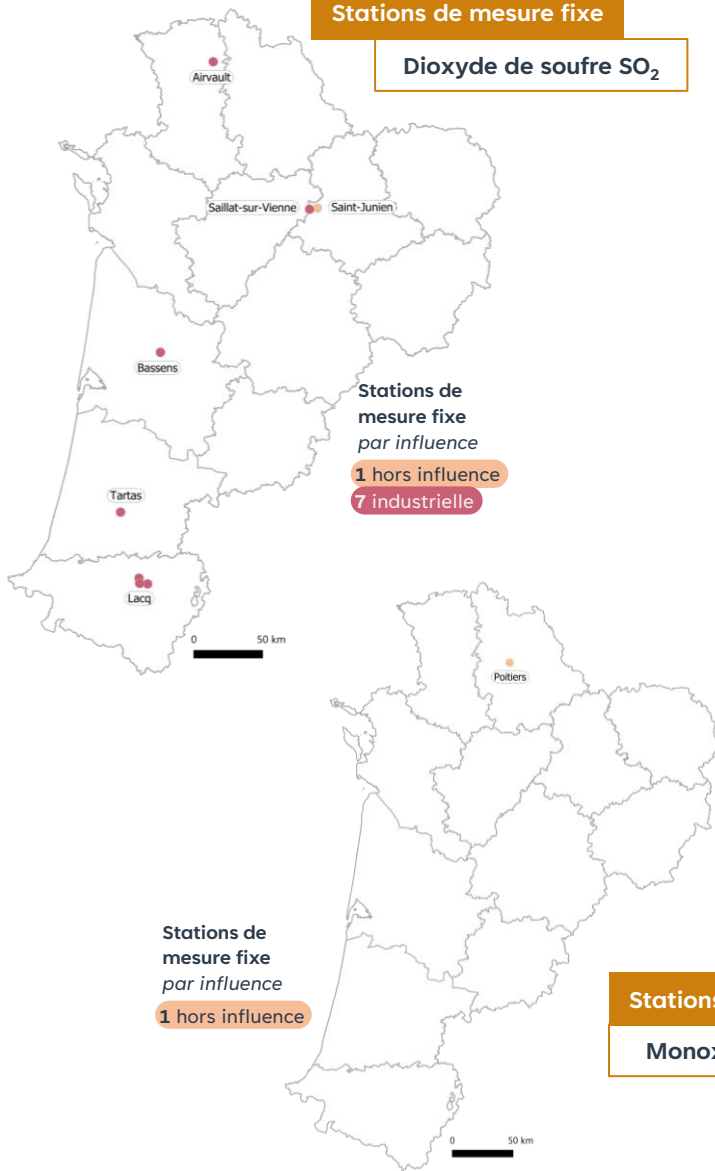 Stations de mesure fixe
Dioxyde de soufre SO₂
Airvault
Saillat-sur-Vienne
Saint-Junien
Bassens
Stations de
mesure fixe
par influence
1 hors influence
7 industrielle
Tartas
Lacq
0 50 km
Poitiers
Stations de
mesure fixe
par influence
1 hors influence
Stations
Monox
0 50 km